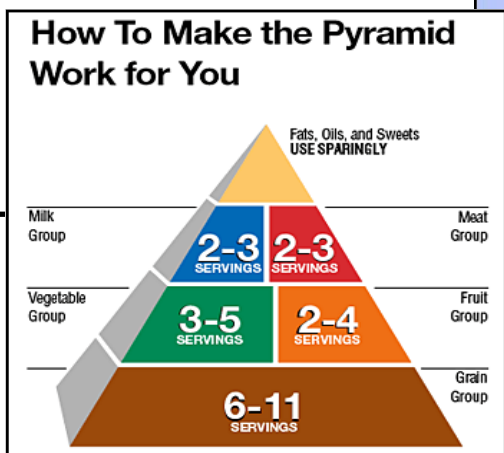 How To Make the Pyramid
Work for You
Fats, Oils, and Sweets
USE SPARINGLY
Milk
Group
2-3
SERVINGS
2-3
SERVINGS
Meat
Group
Vegetable
Group
3-5
SERVINGS
2-4
SERVINGS
Fruit
Group
Grain
Group
6-11
SERVINGS